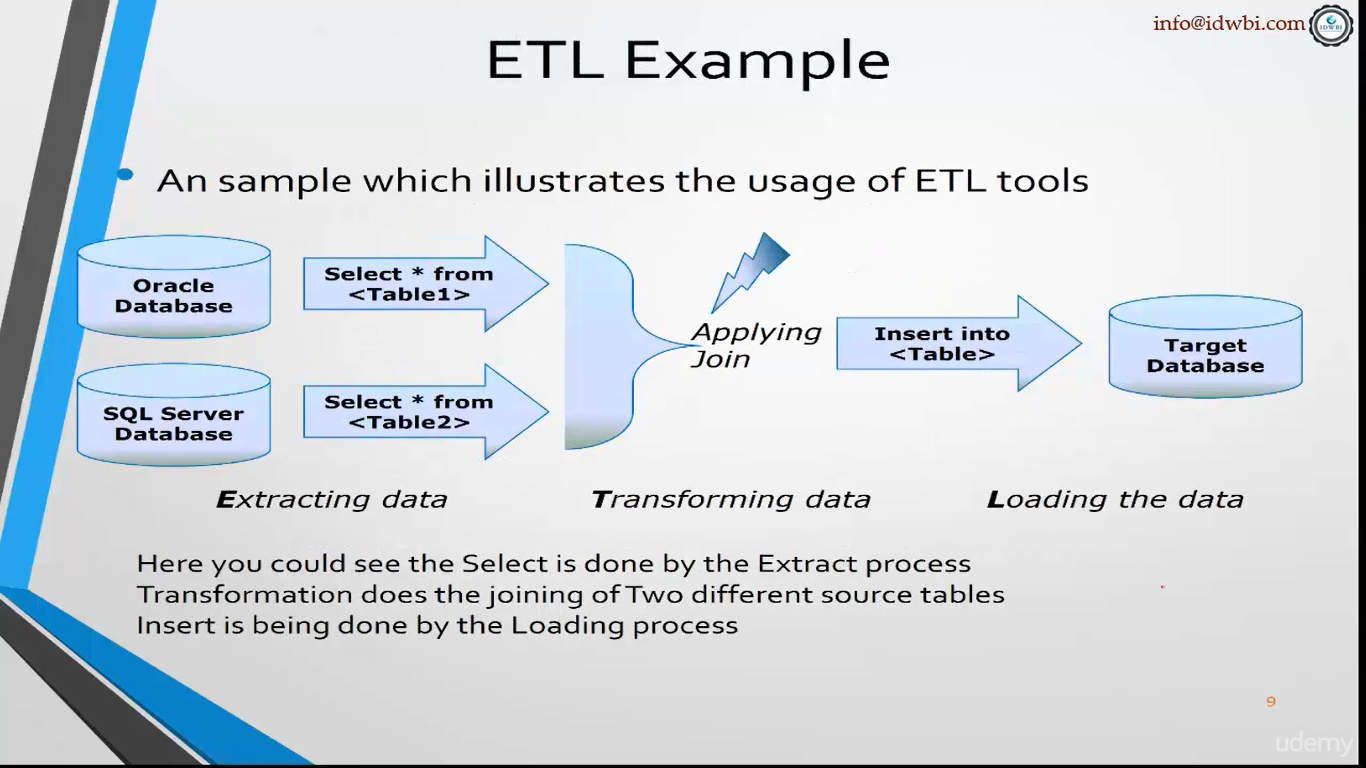 info@idwbi.com
IDWBI
ETL Example
• An sample which illustrates the usage of ETL tools
Oracle
Database
Select * from
<Table1>
SQL Server
Database
Select * from
<Table2>
Applying
Join
Insert into
<Table>
Target
Database
Extracting data
Transforming data
Loading the data
Here you could see the Select is done by the Extract process
Transformation does the joining of Two different source tables
Insert is being done by the Loading process
9
udemy